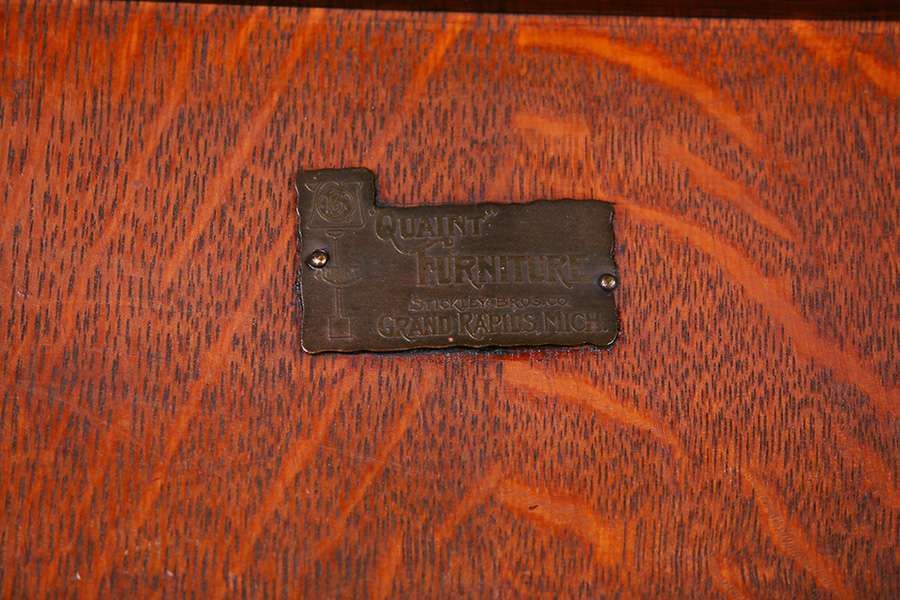 "QUAINT"
FURNITURE
STICKLEY BROS. CO.
GRAND RAPIDS, MICH.